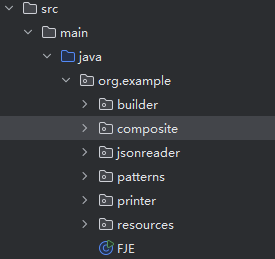 src
main
java
org.example
builder
composite
jsonreader
patterns
printer
resources
FJE